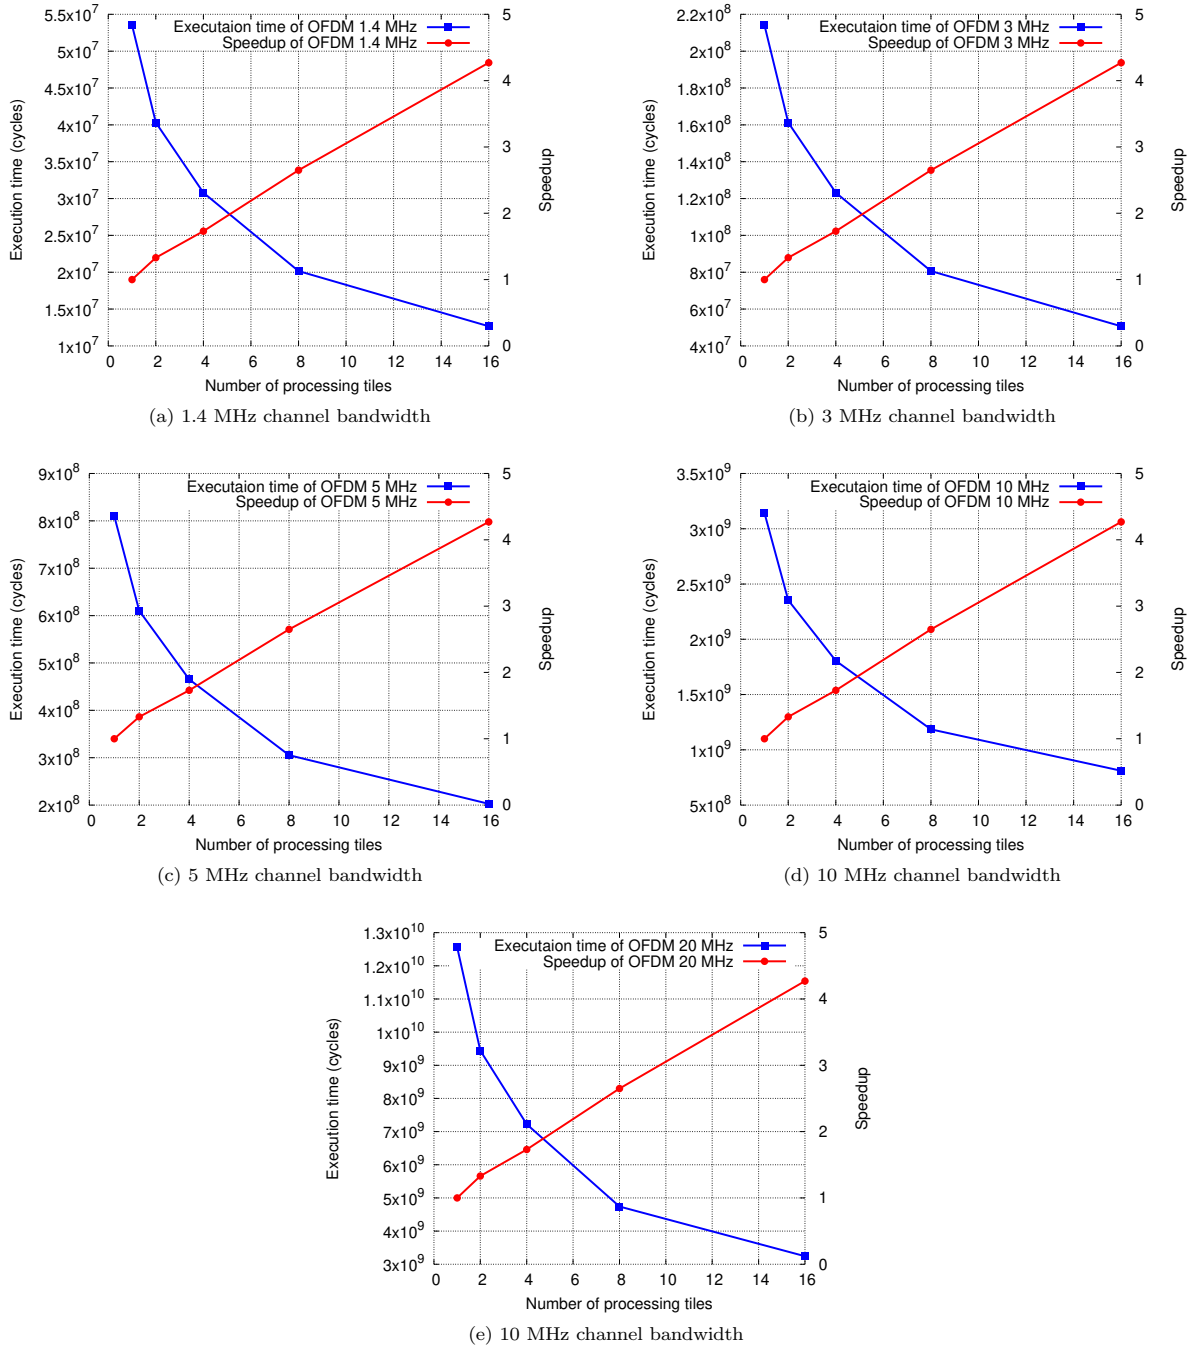 5.5x10^7
5x10^7
4.5x10^7
4x10^7
3.5x10^7
3x10^7
2.5x10^7
2x10^7
1.5x10^7
1x10^7
Execution time (cycles)
Executaion time of OFDM 1.4 MHz
Speedup of OFDM 1.4 MHz
5
4
3
2
1
0
Speedup
0 2 4 6 8 10 12 14 16
Number of processing tiles
(a) 1.4 MHz channel bandwidth
2.2x10^8
2x10^8
1.8x10^8
1.6x10^8
1.4x10^8
1.2x10^8
1x10^8
8x10^7
6x10^7
4x10^7
Execution time (cycles)
Executaion time of OFDM 3 MHz
Speedup of OFDM 3 MHz
5
4
3
2
1
0
Speedup
0 2 4 6 8 10 12 14 16
Number of processing tiles
(b) 3 MHz channel bandwidth
9x10^8
8x10^8
7x10^8
6x10^8
5x10^8
4x10^8
3x10^8
2x10^8
Execution time (cycles)
Executaion time of OFDM 5 MHz
Speedup of OFDM 5 MHz
5
4
3
2
1
0
Speedup
0 2 4 6 8 10 12 14 16
Number of processing tiles
(c) 5 MHz channel bandwidth
3.5x10^9
3x10^9
2.5x10^9
2x10^9
1.5x10^9
1x10^9
5x10^8
Execution time (cycles)
Executaion time of OFDM 10 MHz
Speedup of OFDM 10 MHz
5
4
3
2
1
0
Speedup
0 2 4 6 8 10 12 14 16
Number of processing tiles
(d) 10 MHz channel bandwidth
1.3x10^10
1.2x10^10
1.1x10^10
1x10^10
9x10^9
8x10^9
7x10^9
6x10^9
5x10^9
4x10^9
3x10^9
Execution time (cycles)
Executaion time of OFDM 20 MHz
Speedup of OFDM 20 MHz
5
4
3
2
1
0
Speedup
0 2 4 6 8 10 12 14 16
Number of processing tiles
(e) 10 MHz channel bandwidth